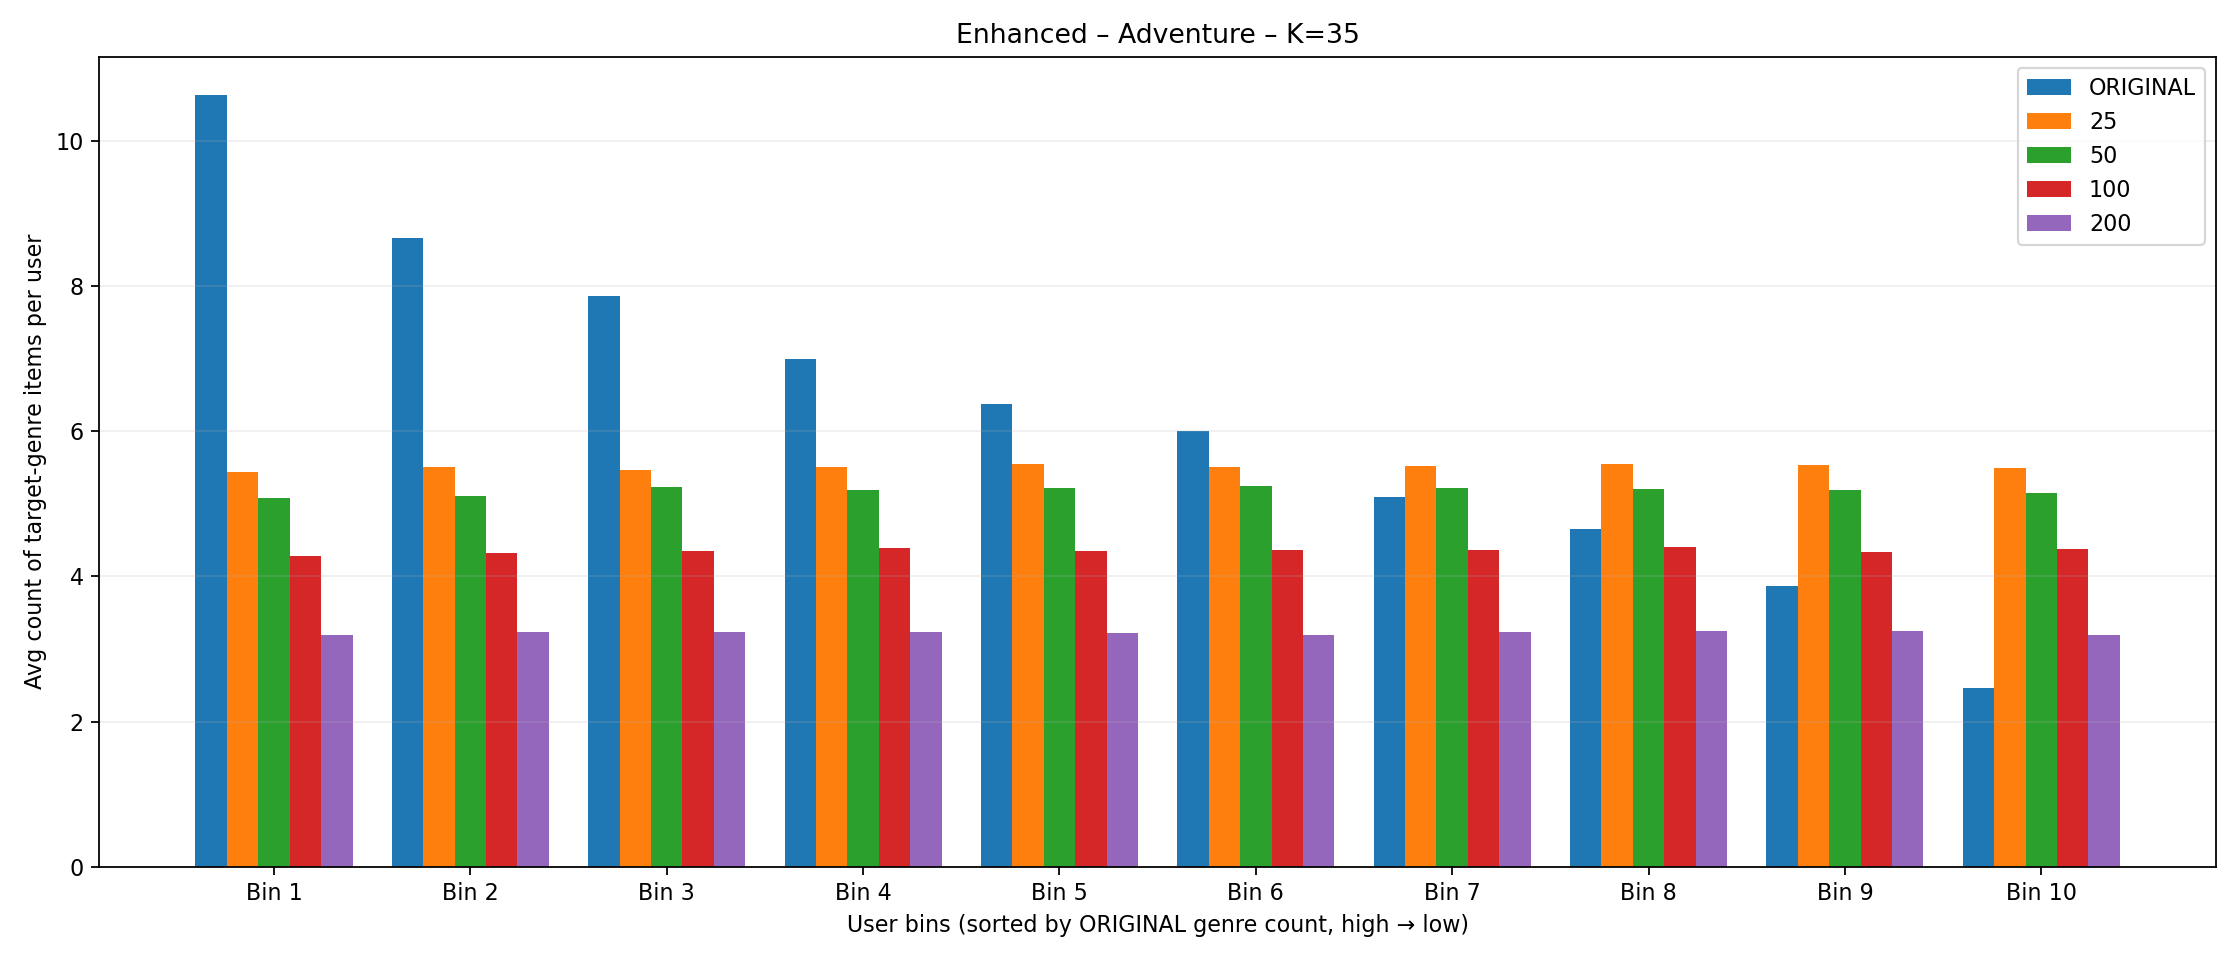 Enhanced – Adventure – K=35
ORIGINAL
25
50
100
200
Avg count of target-genre items per user
10
8
6
4
2
0
Bin 1
Bin 2
Bin 3
Bin 4
Bin 5
Bin 6
Bin 7
Bin 8
Bin 9
Bin 10
User bins (sorted by ORIGINAL genre count, high → low)